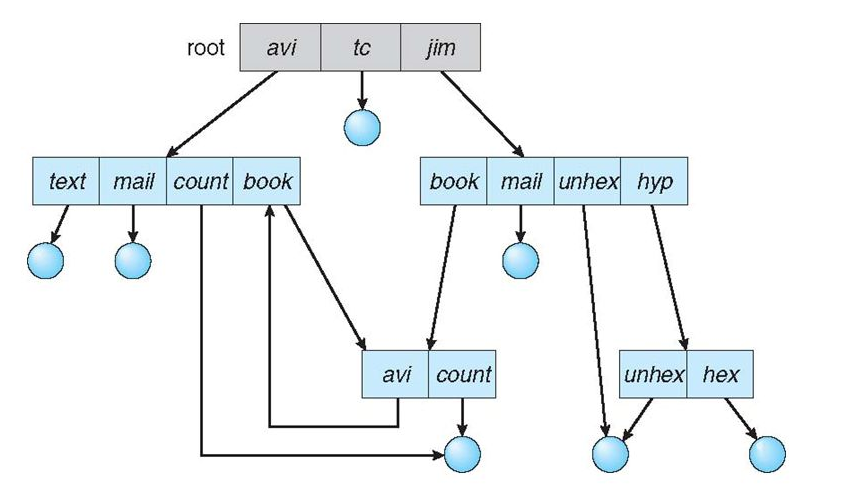 root avi tc jim
text mail count book book mail unhex hyp
avi count unhex hex